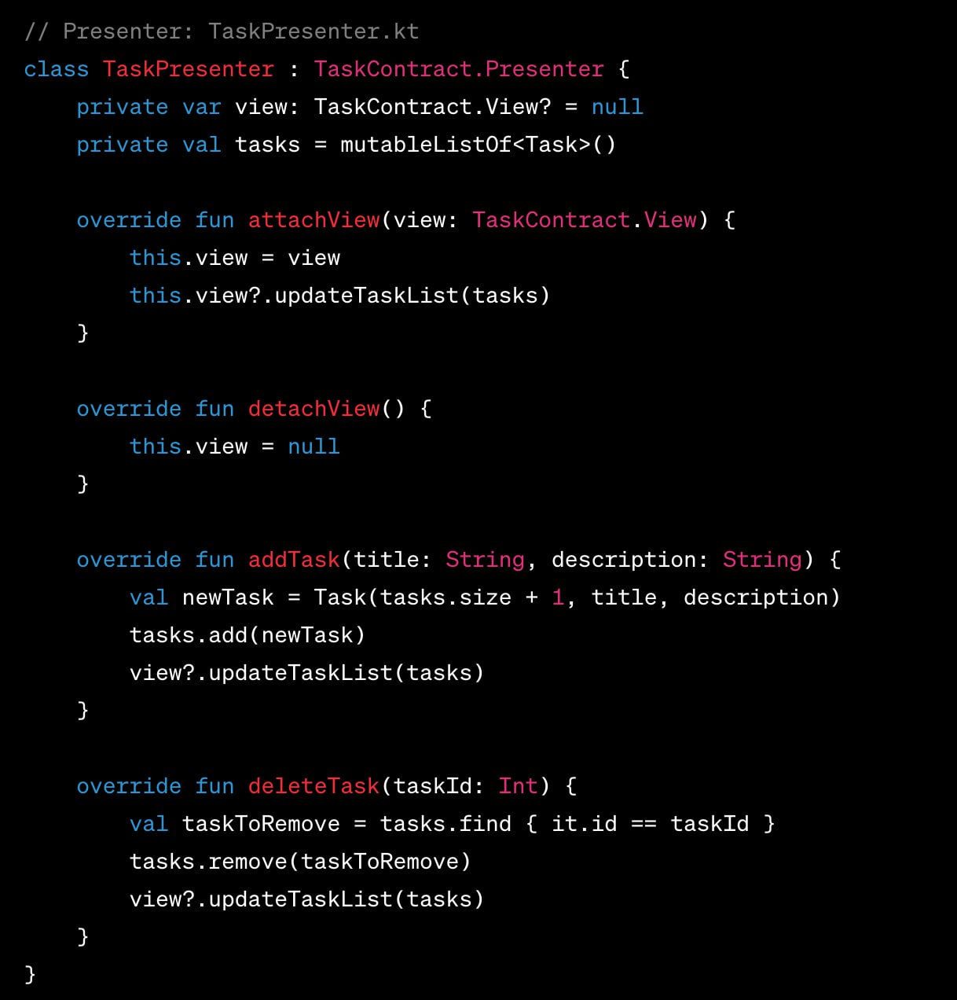 // Presenter: TaskPresenter.kt
class TaskPresenter : TaskContract.Presenter {
    private var view: TaskContract.View? = null
    private val tasks = mutableListOf<Task>()

    override fun attachView(view: TaskContract.View) {
        this.view = view
        this.view?.updateTaskList(tasks)
    }

    override fun detachView() {
        this.view = null
    }

    override fun addTask(title: String, description: String) {
        val newTask = Task(tasks.size + 1, title, description)
        tasks.add(newTask)
        view?.updateTaskList(tasks)
    }

    override fun deleteTask(taskId: Int) {
        val taskToRemove = tasks.find { it.id == taskId }
        tasks.remove(taskToRemove)
        view?.updateTaskList(tasks)
    }
}